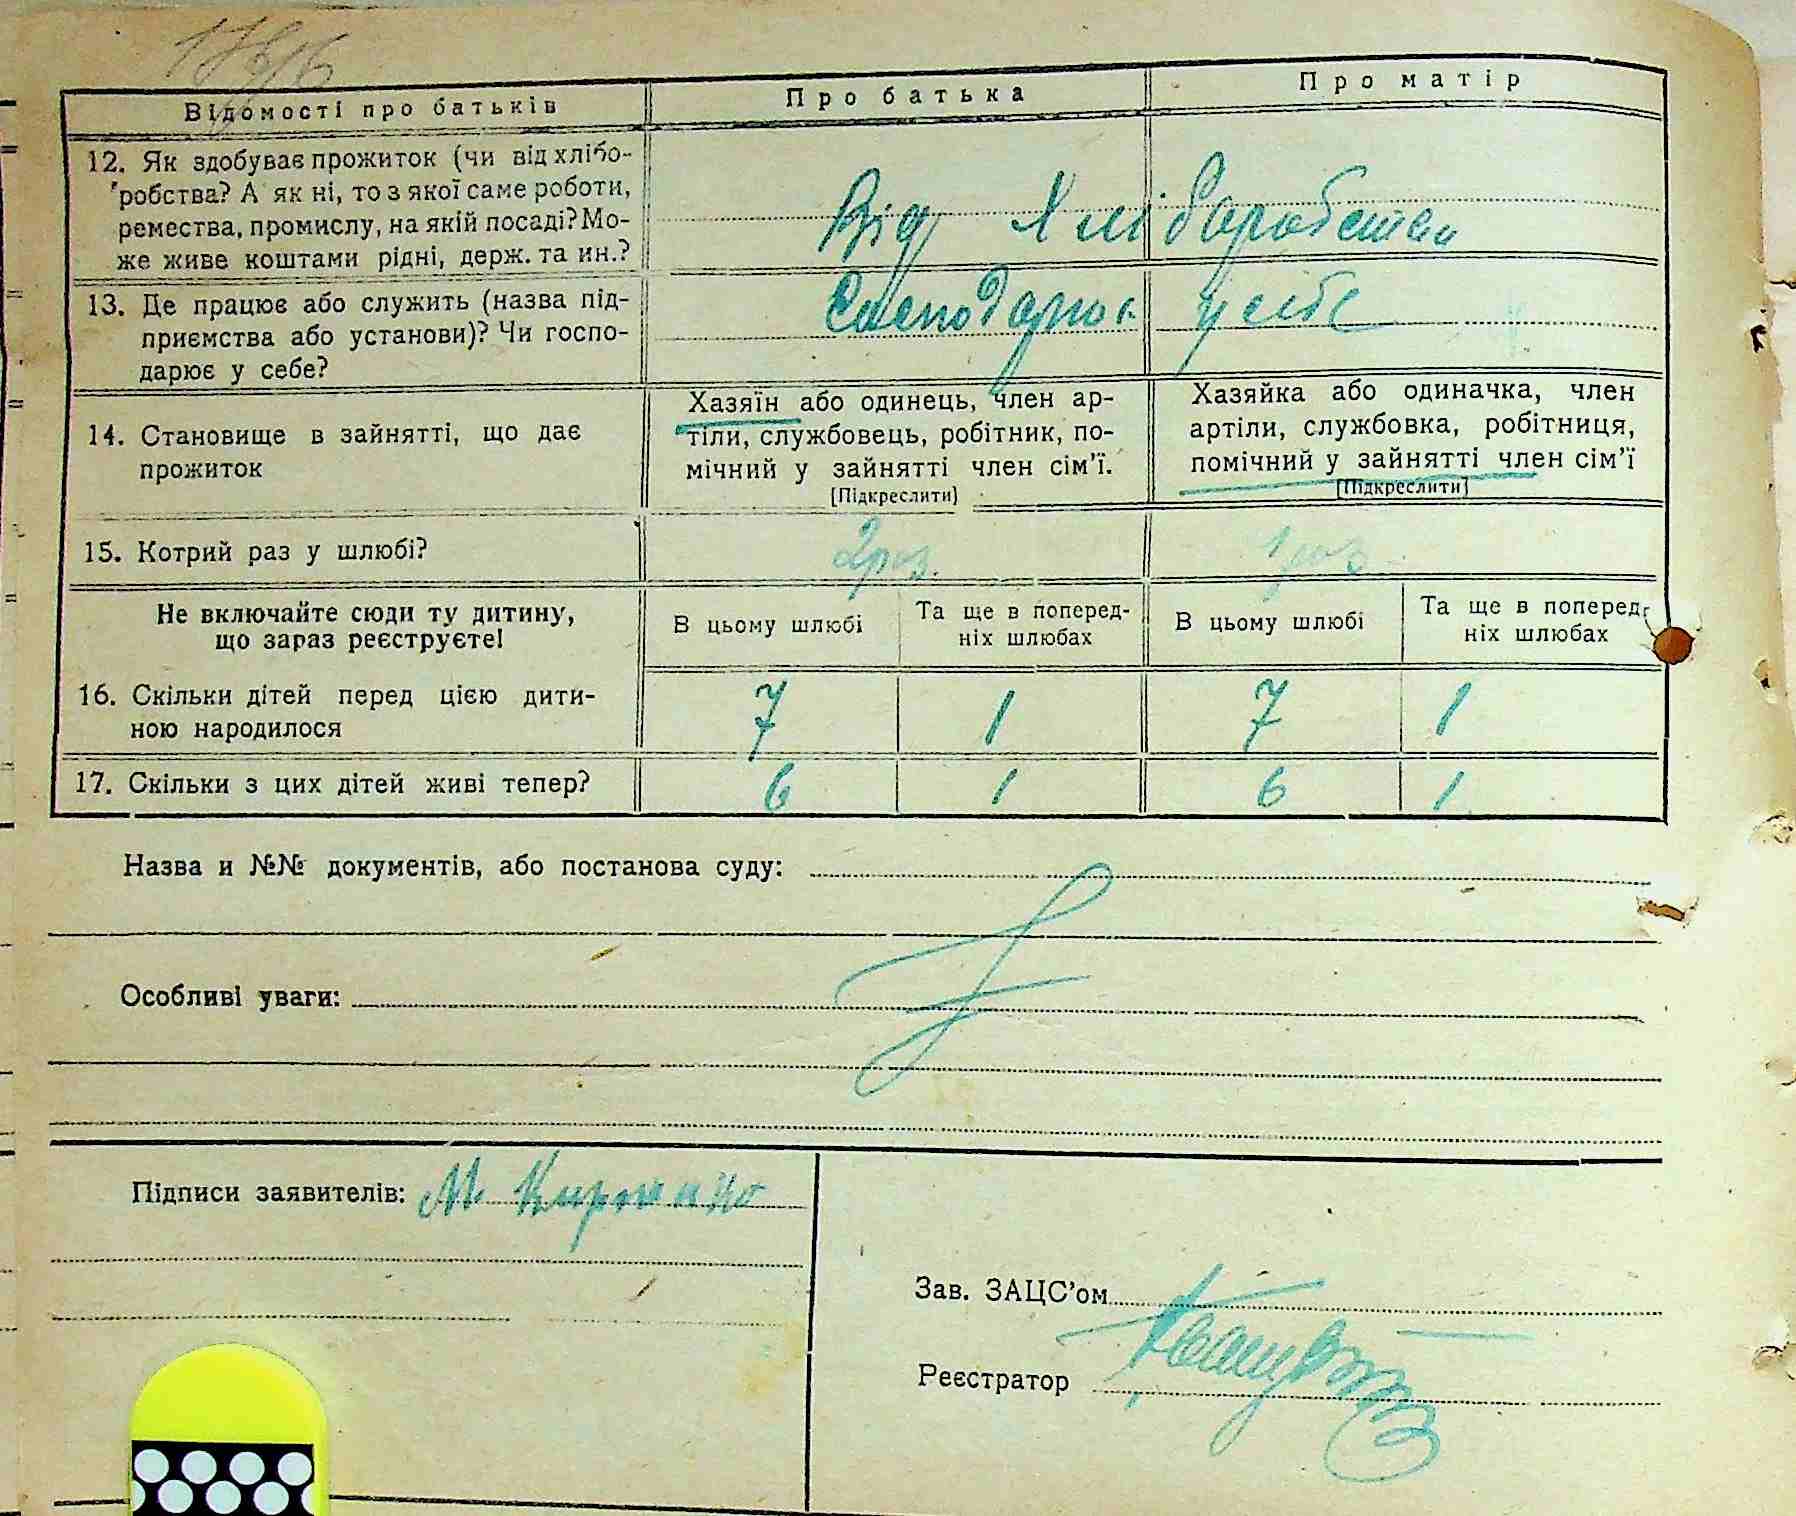 Відомості про батьків
Про батька
Про матір
12. Як здобуває прожиток (чи від хлібо-
робства? А як ні, то з якої саме роботи,
ремества, промислу, на якій посаді? Мо-
же живе коштами рідні, держ. та ин.?
Від Хліборобства
13. Де працює або служить (назва під-
приємства або установи)? Чи госпо-
дарює у себе?
у себе
14. Становище в зайнятті, що дає
прожиток
Хазяїн або одинець, член ар-
тіли, службовець, робітник, по-
мічний у зайнятті член сім’ї.
[Підкреслити]
Хазяйка або одиначка, член
артіли, службовка, робітниця,
помічний у зайнятті член сім’ї
[Підкреслити]
15. Котрий раз у шлюбі?
2 раз.
1 раз
Не включайте сюди ту дитину,
що зараз реєструєте!
В цьому шлюбі
Та ще в поперед-
ніх шлюбах
В цьому шлюбі
Та ще в поперед-
ніх шлюбах
16. Скільки дітей перед цією дити-
ною народилося
7
1
7
1
17. Скільки з цих дітей живі тепер?
6
1
6
1
Назва и №№ документів, або постанова суду:
Особливі уваги:
Підписи заявителів: М
Зав. ЗАЦС’ом
Реєстратор